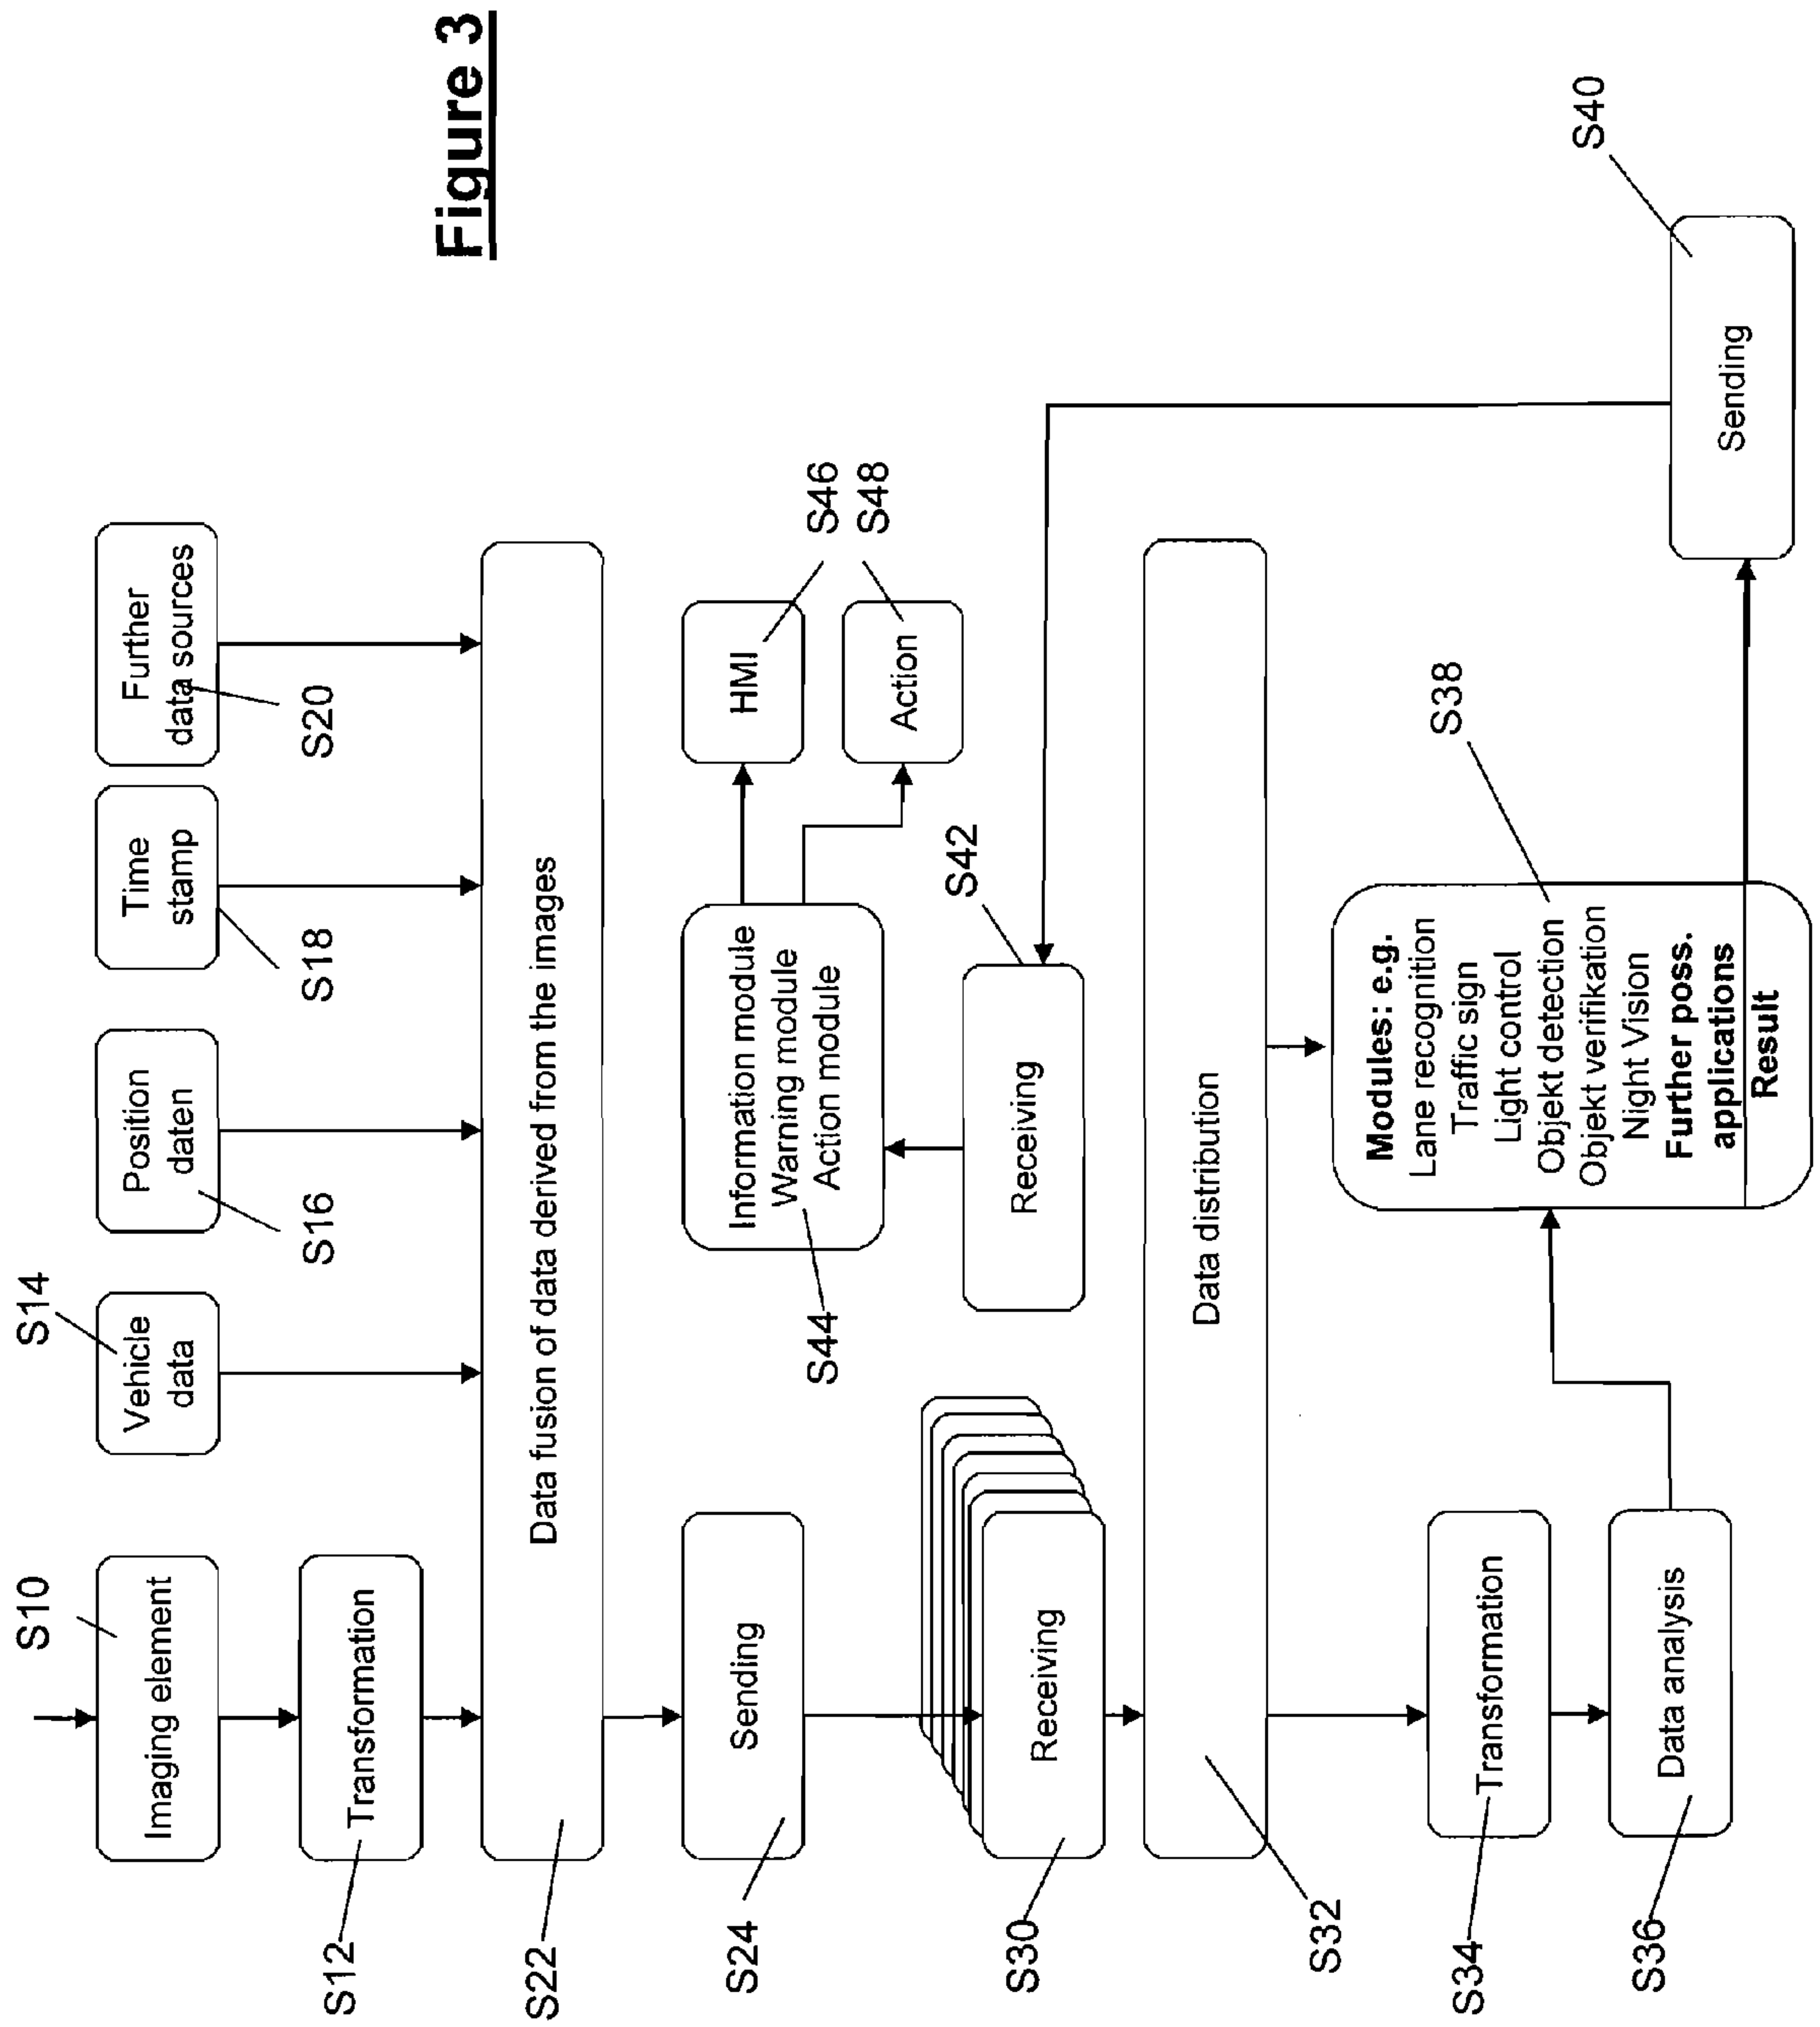 Figure 3
S10
S14
Imaging element
Vehicle
data
Position
daten
Time
stamp
Further
data sources
S16
S18
S20
Transformation
S12
Data fusion of data derived from the images
S22
Sending
S24
Information module
Warning module
Action module
S44
HMI
Action
S46
S48
Receiving
S30
Receiving
S42
Data distribution
S32
Transformation
S34
Data analysis
S36
Modules: e.g.
Lane recognition
Traffic sign
Light control
Objekt detection
Objekt verifikation
Night Vision
Further poss.
applications
Result
S38
Sending
S40